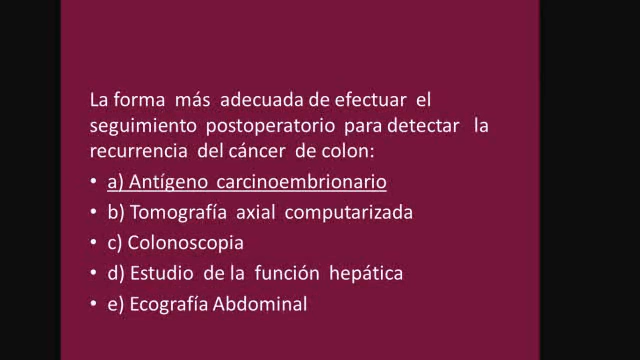 La forma más adecuada de efectuar el
seguimiento postoperatorio para detectar la
recurrencia del cáncer de colon:
• a) Antígeno carcinoembrionario
• b) Tomografía axial computarizada
• c) Colonoscopia
• d) Estudio de la función hepática
• e) Ecografía Abdominal